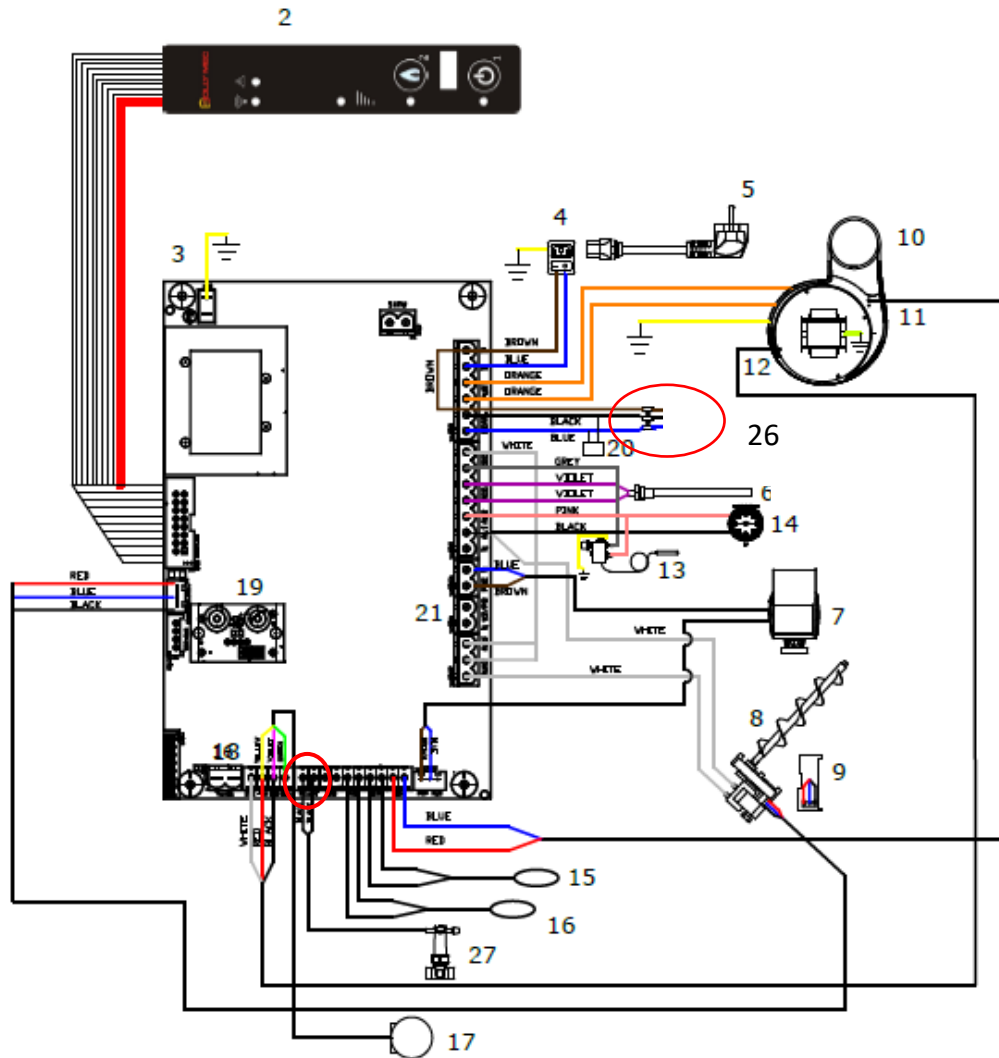 2
5
4
10
3
11
BROWN
BLUE
ORANGE
ORANGE
12
BROWN
BLACK
BLUE
20
26
WHITE
GREY
VIOLET
VIOLET
6
PINK
14
BLACK
13
BLUE
BROWN
RED
BLUE
BLACK
19
21
7
WHITE
WHITE
8
9
18
WHITE
RED
BLACK
BLUE
RED
15
16
27
17